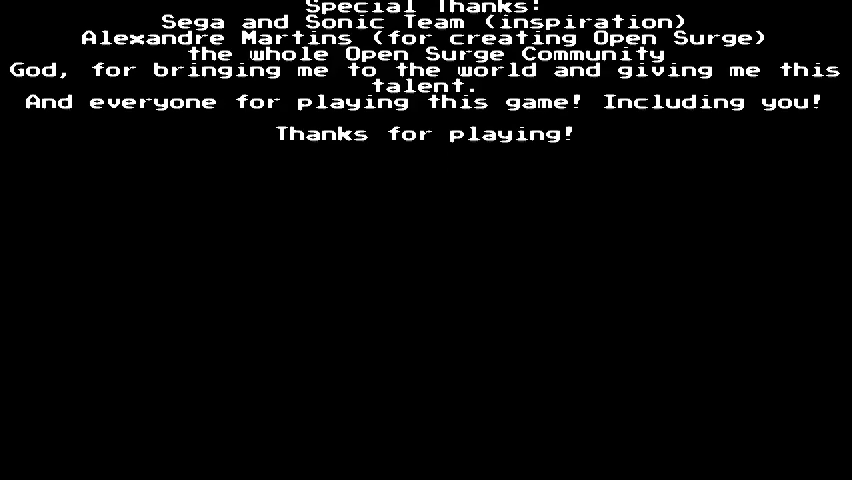 Special Thanks:
Sega and Sonic Team (inspiration)
Alexandre Martins (for creating Open Surge)
the whole Open Surge Community
God, for bringing me to the world and giving me this
talent.
And everyone for playing this game! Including you!
Thanks for playing!